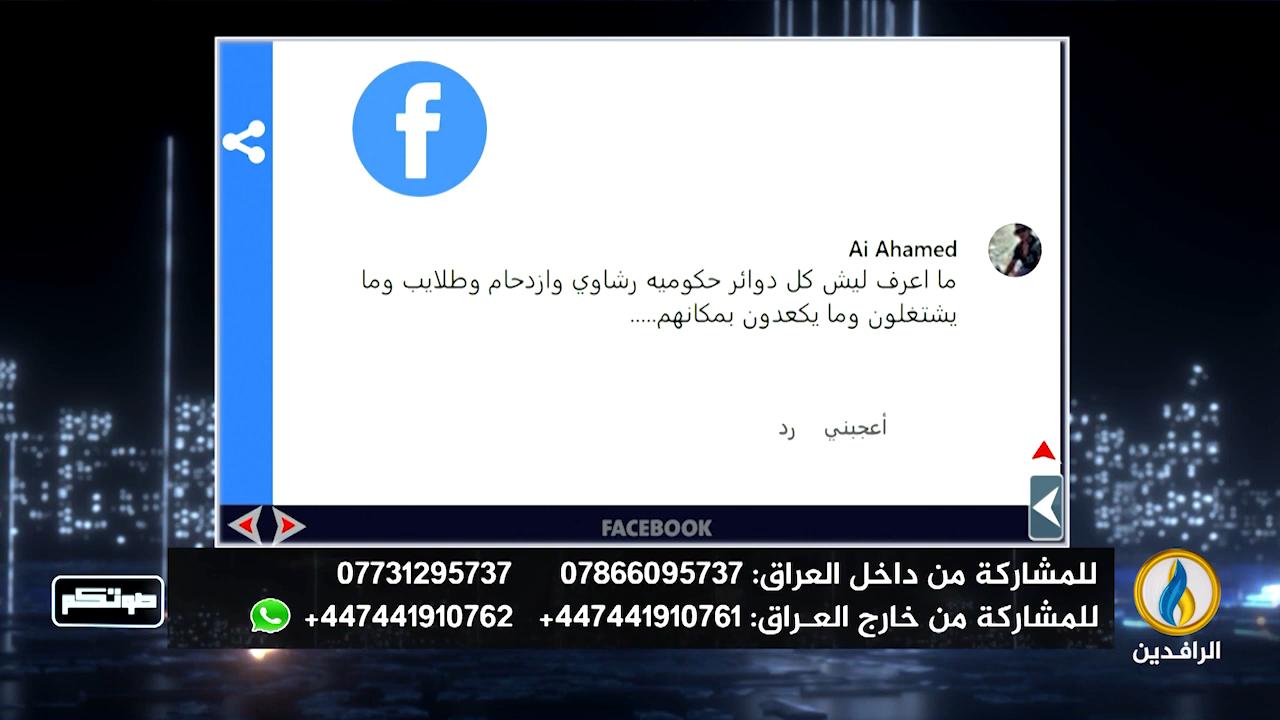 Ai Ahamed
ما اعرف ليش كل دوائر حكوميه رشاوي وازدحام وطلايب وما
يشتغلون وما يكعدون بمكانهم.....
أعجبني رد
FACEBOOK
للمشاركة من داخل العراق: 07866095737 07731295737
للمشاركة من خارج العـراق: 447441910761+ 447441910762+
صوتكم
الرافدين